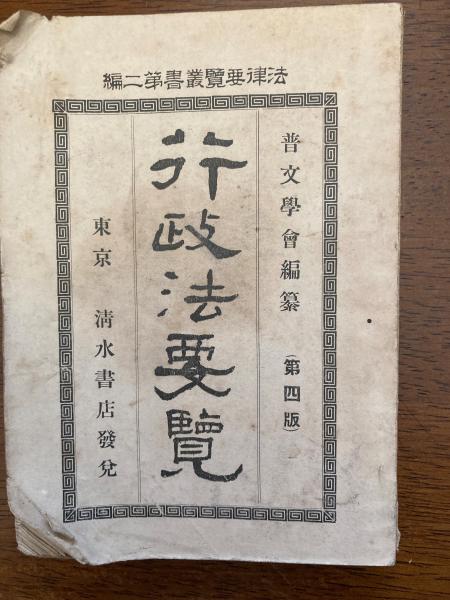 法律要覽叢書第二編
普文學會編纂 (第四版)
行政法要覽
東京 淸水書店發兌